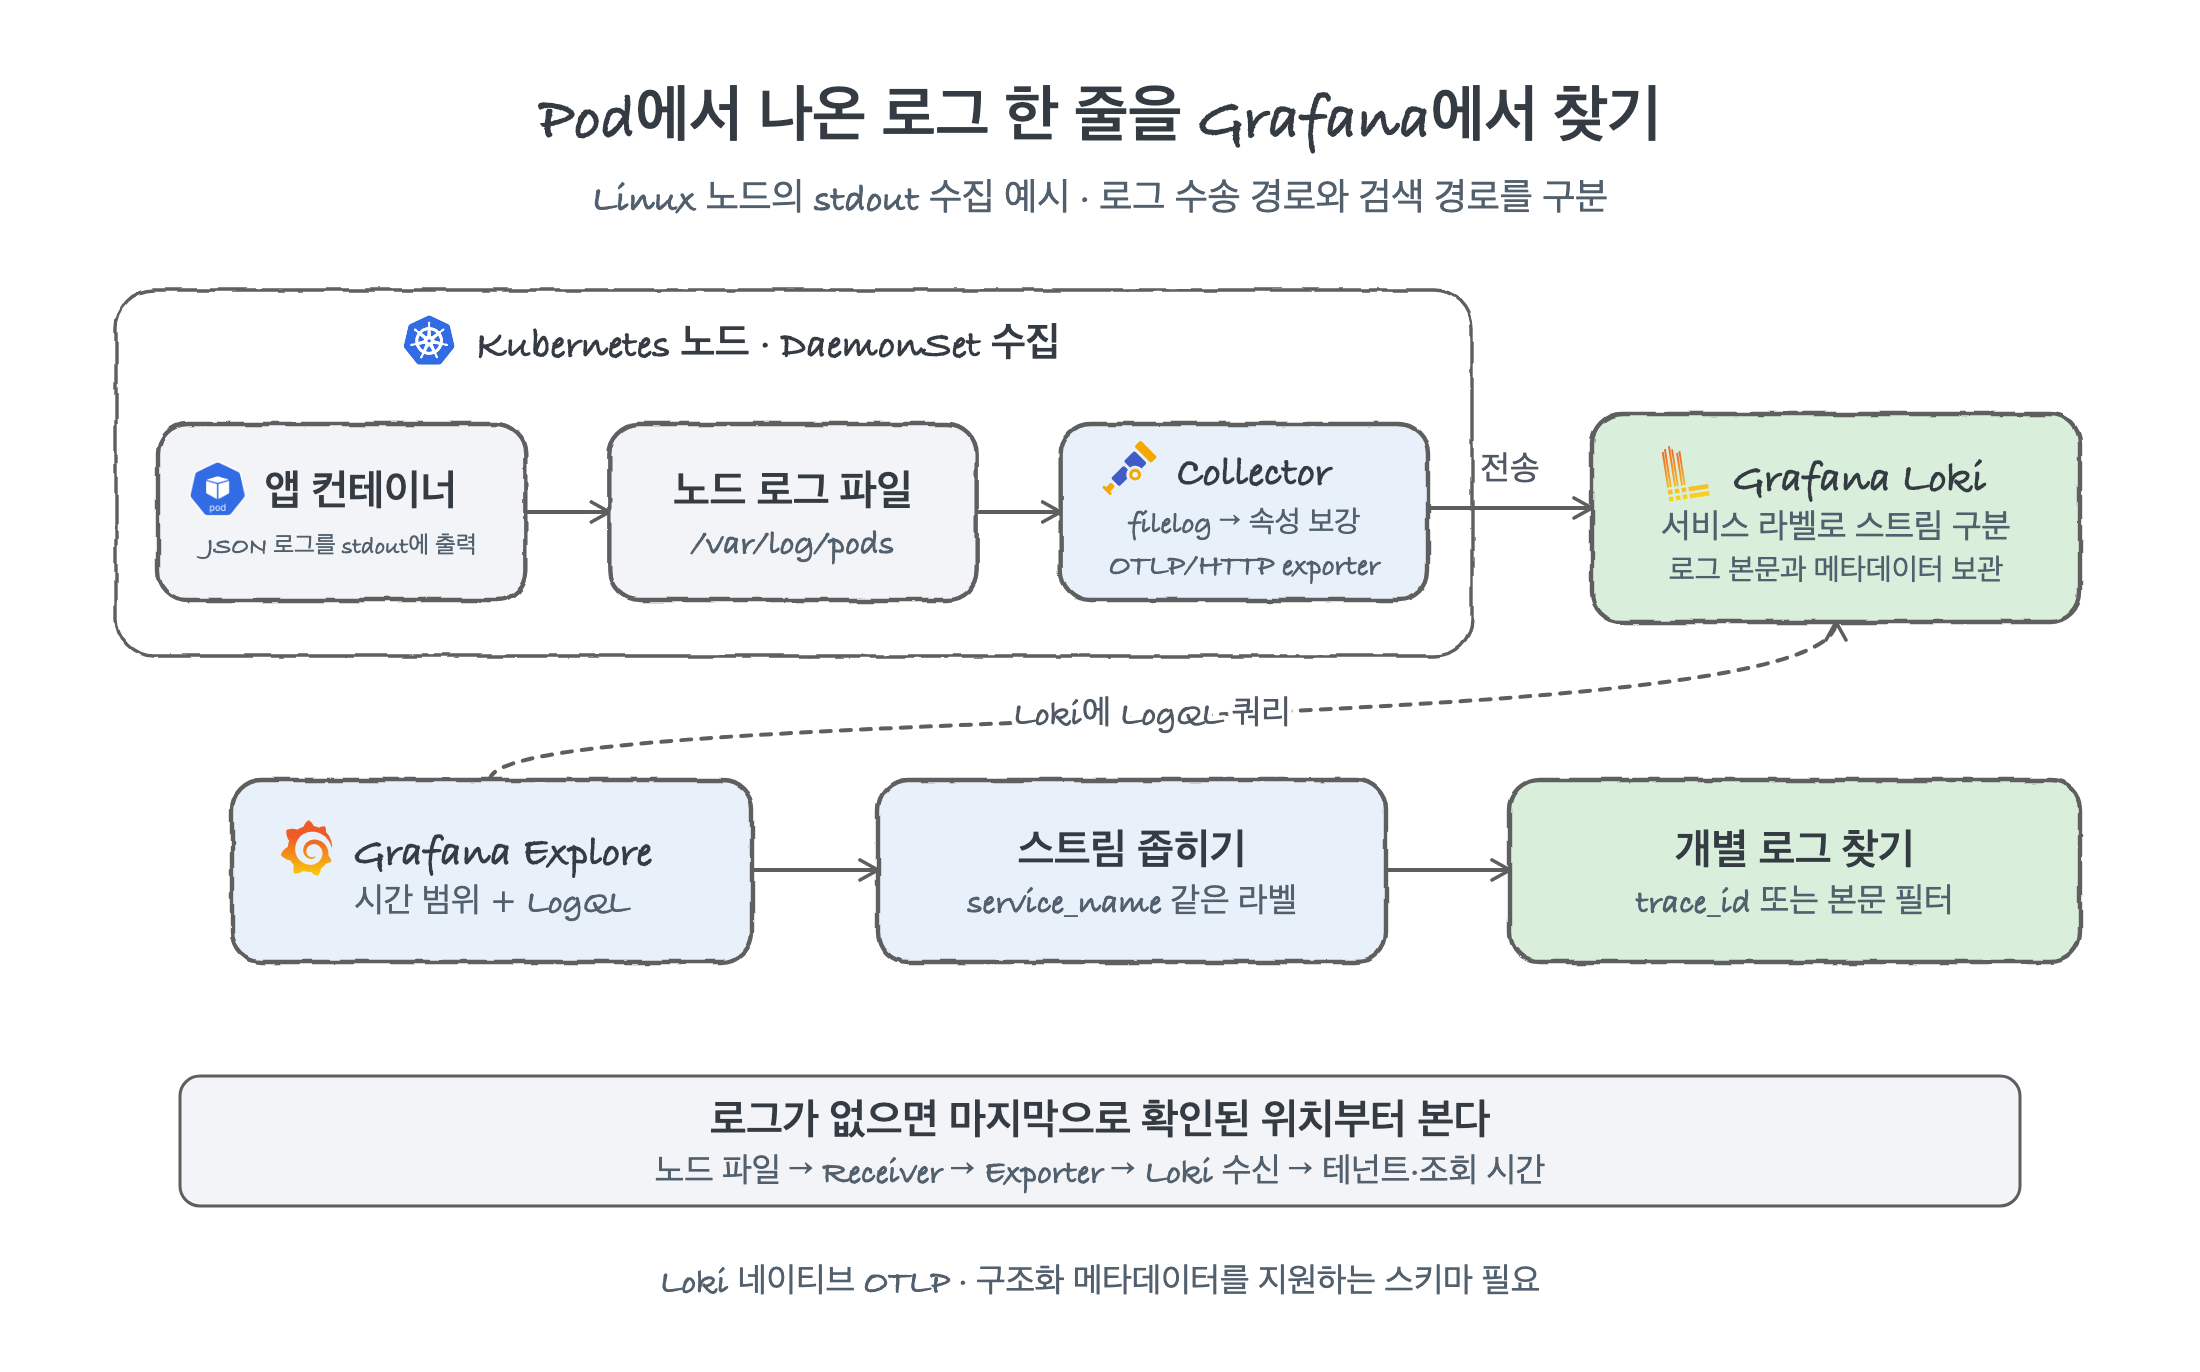 Pod에서 나온 로그 한 줄을 Grafana에서 찾기
Linux 노드의 stdout 수집 예시 · 로그 수송 경로와 검색 경로를 구분
Kubernetes 노드 · DaemonSet 수집
pod
앱 컨테이너
JSON 로그를 stdout에 출력
노드 로그 파일
/var/log/pods
Collector
filelog → 속성 보강
OTLP/HTTP exporter
전송
Grafana Loki
서비스 라벨로 스트림 구분
로그 본문과 메타데이터 보관
Loki에 LogQL 쿼리
Grafana Explore
시간 범위 + LogQL
스트림 좁히기
service_name 같은 라벨
개별 로그 찾기
trace_id 또는 본문 필터
로그가 없으면 마지막으로 확인된 위치부터 본다
노드 파일 → Receiver → Exporter → Loki 수신 → 테넌트·조회 시간
Loki 네이티브 OTLP · 구조화 메타데이터를 지원하는 스키마 필요